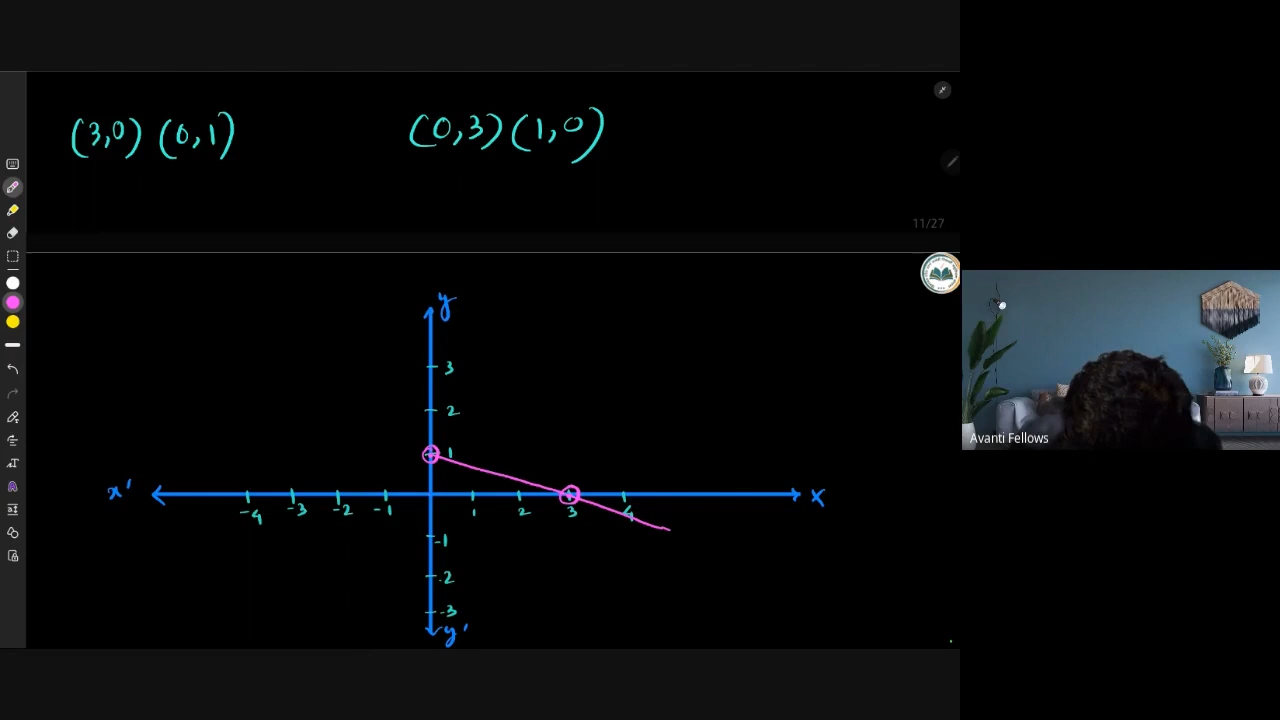 (3,0) (0,1) (0,3) (1,0)
11/27
y
3
2
1
x' -4 -3 -2 -1 1 2 3 4 x
-1
-2
-3
y'
Avanti Fellows